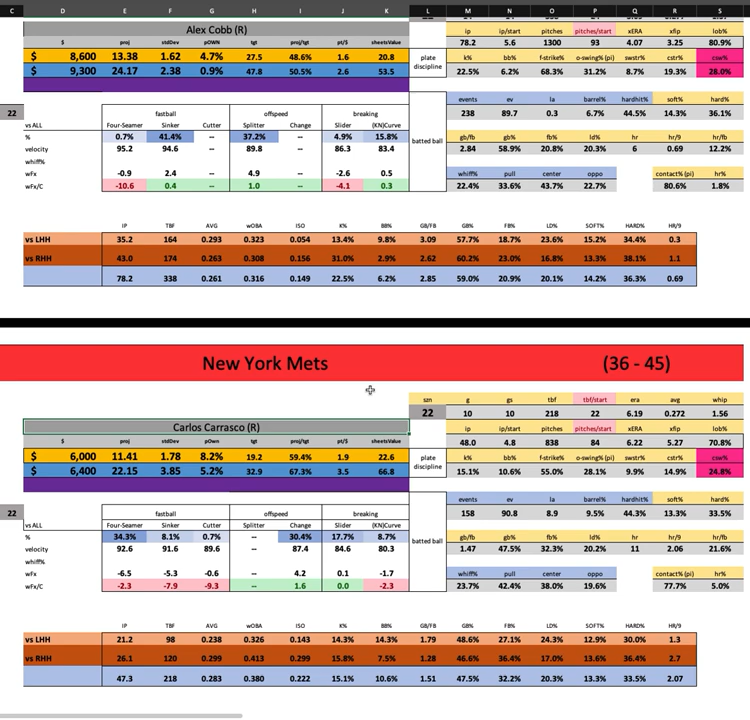 C D E F G H I J K L M N O P Q R S
Alex Cobb (R)
ip ip/start pitches pitches/start xERA xfip lob%
78.2 5.6 1300 93 4.07 3.25 80.9%
$ proj stdDev pOWN tgt proj/tgt pt/$ sheetsValue
$ 8,600 13.38 1.62 4.7% 27.5 48.6% 1.6 20.8
$ 9,300 24.17 2.38 0.9% 47.8 50.5% 2.6 53.5
plate discipline
k% bb% f-strike% o-swing% (pi) swstr% cstr% csw%
22.5% 6.2% 68.3% 31.2% 8.7% 19.3% 28.0%
22
fastball offspeed breaking
vs ALL Four-Seamer Sinker Cutter Splitter Change Slider (KN)Curve
% 0.7% 41.4% -- 37.2% -- 4.9% 15.8%
velocity 95.2 94.6 -- 89.8 -- 86.3 83.4
whiff%
wFx -0.9 2.4 -- 4.9 -- -2.6 0.5
wFx/C -10.6 0.4 -- 1.0 -- -4.1 0.3
batted ball
events ev la barrel% hardhit% soft% hard%
238 89.7 0.3 6.7% 44.5% 14.3% 36.1%
gb/fb gb% fb% ld% hr hr/9 hr/fb
2.84 58.9% 20.8% 20.3% 6 0.69 12.2%
whiff% pull center oppo contact% (pi) hr%
22.4% 33.6% 43.7% 22.7% 80.6% 1.8%
IP TBF AVG wOBA ISO K% BB% GB/FB GB% FB% LD% SOFT% HARD% HR/9
vs LHH 35.2 164 0.293 0.323 0.054 13.4% 9.8% 3.09 57.7% 18.7% 23.6% 15.2% 34.4% 0.3
vs RHH 43.0 174 0.263 0.308 0.156 31.0% 2.9% 2.62 60.2% 23.0% 16.8% 13.3% 38.1% 1.1
78.2 338 0.261 0.316 0.149 22.5% 6.2% 2.85 59.0% 20.9% 20.1% 14.2% 36.3% 0.69
New York Mets (36 - 45)
szn g gs tbf tbf/start era avg whip
22 10 10 218 22 6.19 0.272 1.56
Carlos Carrasco (R)
ip ip/start pitches pitches/start xERA xfip lob%
48.0 4.8 838 84 6.22 5.27 70.8%
$ proj stdDev pOwn tgt proj/tgt pt/$ sheetsValue
$ 6,000 11.41 1.78 8.2% 19.2 59.4% 1.9 22.6
$ 6,400 22.15 3.85 5.2% 32.9 67.3% 3.5 66.8
plate discipline
k% bb% f-strike% o-swing% (pi) swstr% cstr% csw%
15.1% 10.6% 55.0% 28.1% 9.9% 14.9% 24.8%
22
fastball offspeed breaking
vs ALL Four-Seamer Sinker Cutter Splitter Change Slider (KN)Curve
% 34.3% 8.1% 0.7% -- 30.4% 17.7% 8.7%
velocity 92.6 91.6 89.6 -- 87.4 84.6 80.3
whiff%
wFx -6.5 -5.3 -0.6 -- 4.2 0.1 -1.7
wFx/C -2.3 -7.9 -9.3 -- 1.6 0.0 -2.3
batted ball
events ev la barrel% hardhit% soft% hard%
158 90.8 8.9 9.5% 44.3% 13.3% 33.5%
gb/fb gb% fb% ld% hr hr/9 hr/fb
1.47 47.5% 32.3% 20.2% 11 2.06 21.6%
whiff% pull center oppo contact% (pi) hr%
23.7% 42.4% 38.0% 19.6% 77.7% 5.0%
IP TBF AVG wOBA ISO K% BB% GB/FB GB% FB% LD% SOFT% HARD% HR/9
vs LHH 21.2 98 0.238 0.326 0.143 14.3% 14.3% 1.79 48.6% 27.1% 24.3% 12.9% 30.0% 1.3
vs RHH 26.1 120 0.299 0.413 0.299 15.8% 7.5% 1.28 46.6% 36.4% 17.0% 13.6% 36.4% 2.7
47.3 218 0.283 0.380 0.222 15.1% 10.6% 1.51 47.5% 32.2% 20.3% 13.3% 33.5% 2.07